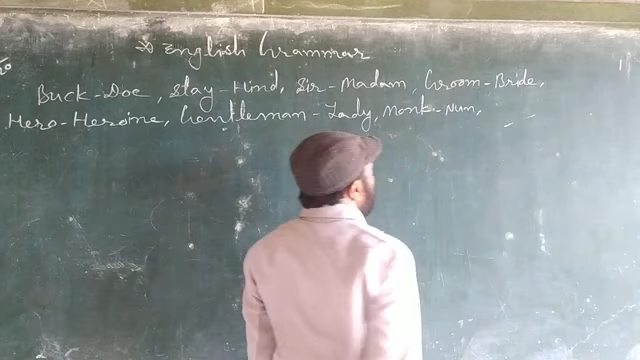 English Grammar
Buck-Doe, Stag-Hind, Sir-Madam, Groom-Bride,
Hero-Heroine, Gentleman-Lady, Monk-Nun,